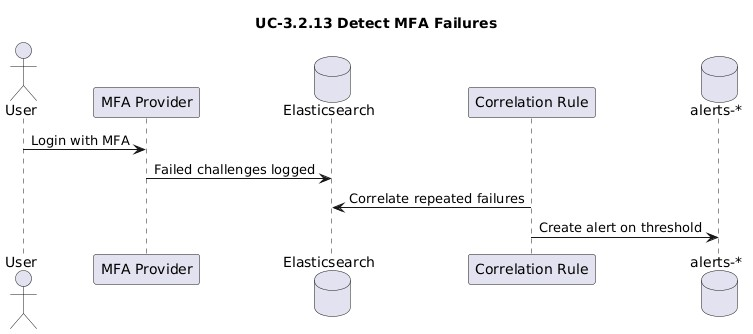 UC-3.2.13 Detect MFA Failures
User
MFA Provider
Elasticsearch
Correlation Rule
alerts-*
Login with MFA
Failed challenges logged
Correlate repeated failures
Create alert on threshold
User
MFA Provider
Elasticsearch
Correlation Rule
alerts-*